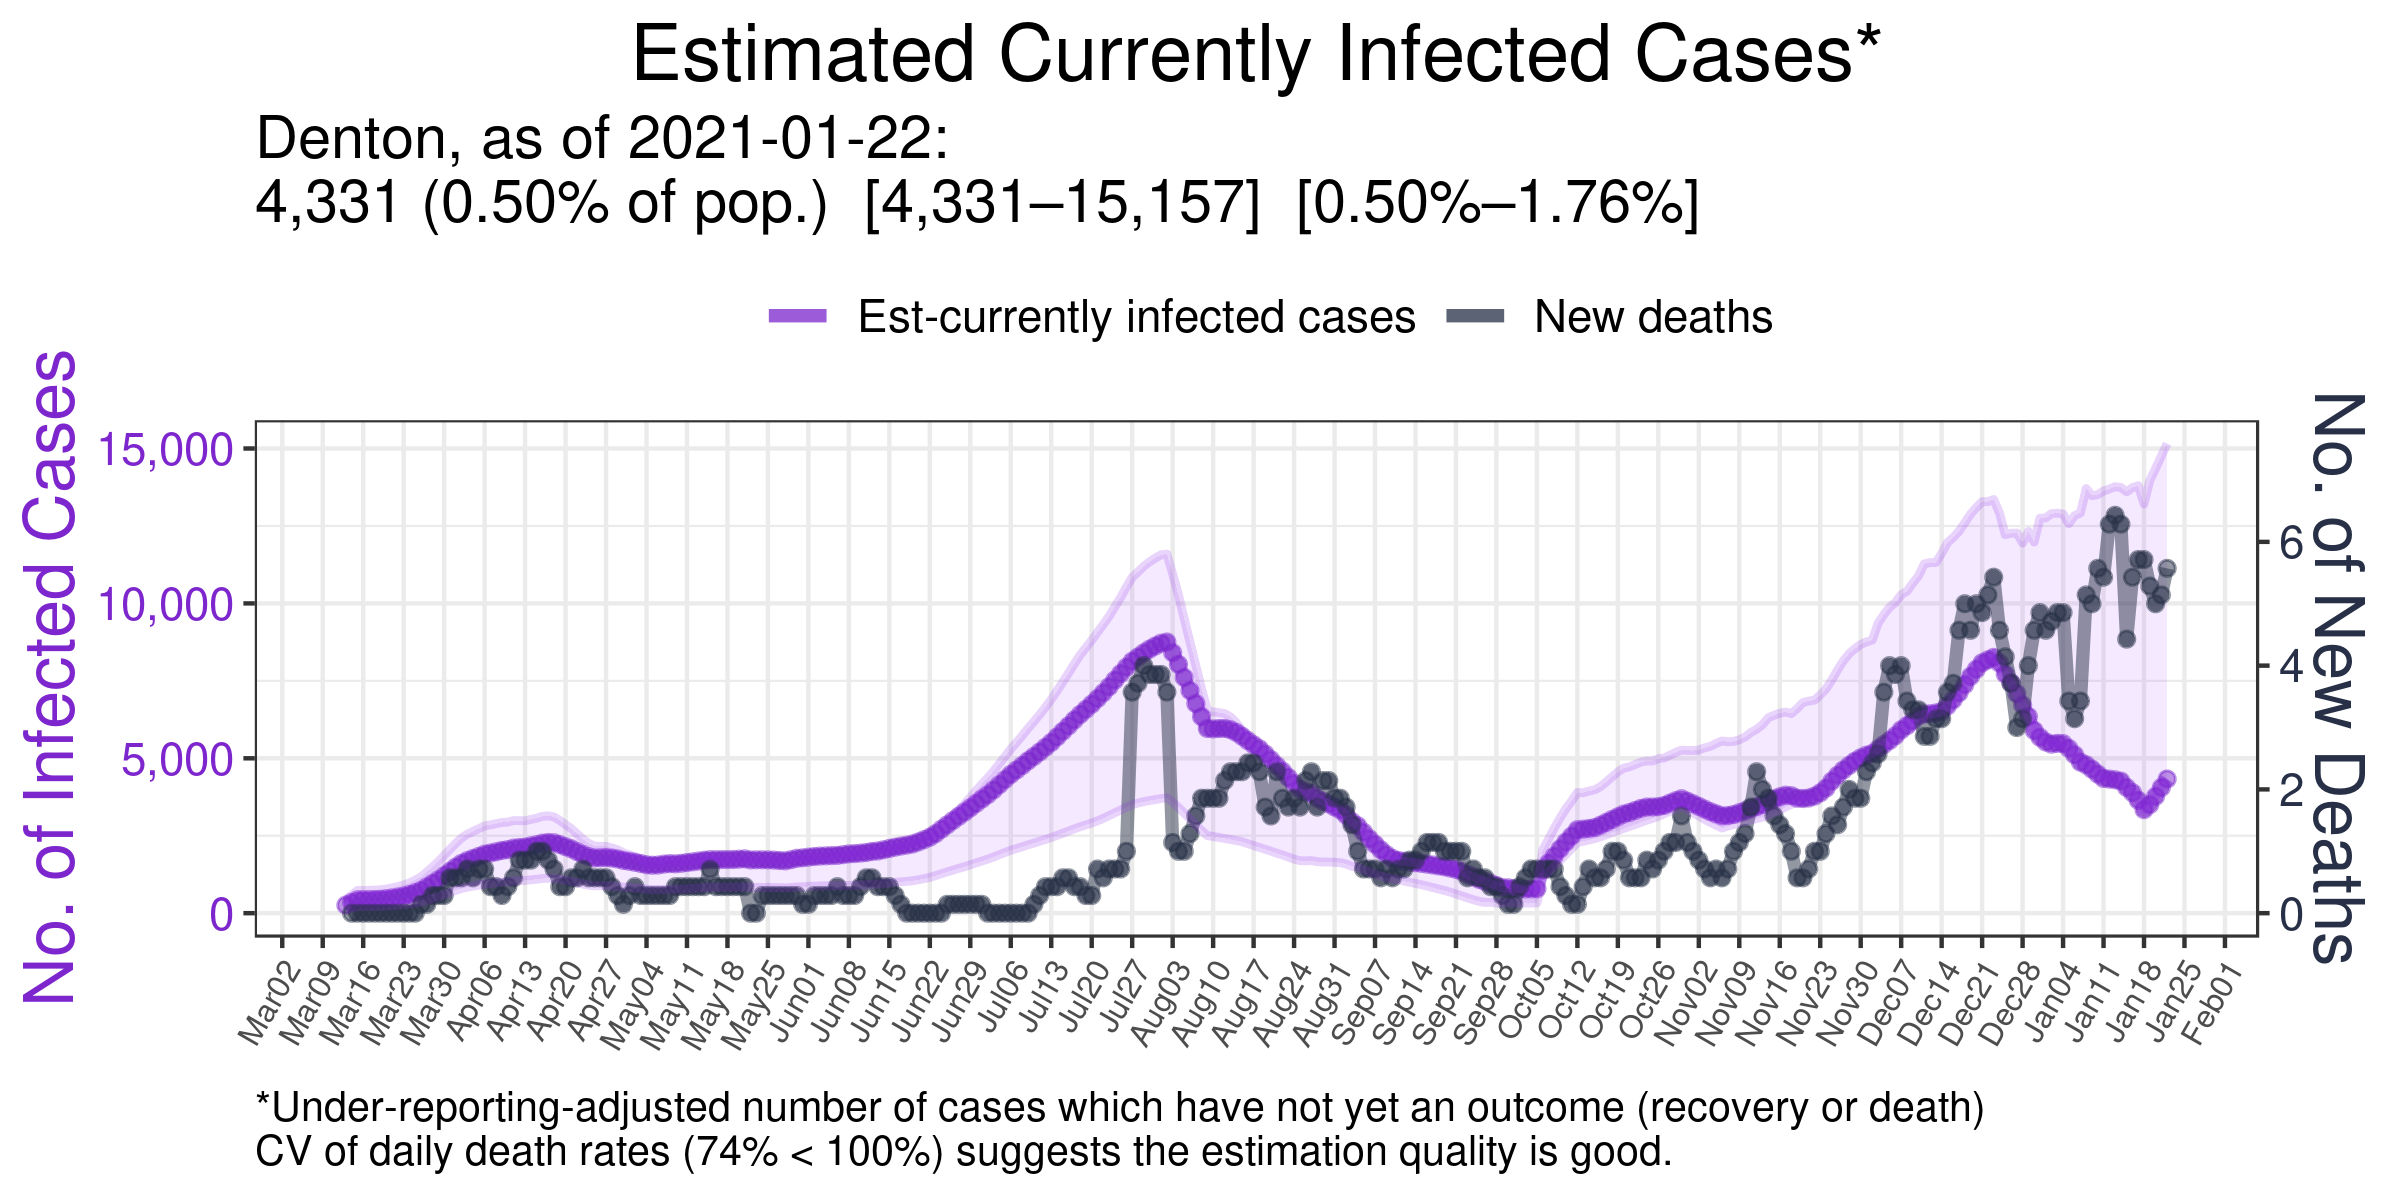 Estimated Currently Infected Cases*
Denton, as of 2021-01-22:
4,331 (0.50% of pop.)  [4,331–15,157]  [0.50%–1.76%]
Est-currently infected cases
New deaths
No. of Infected Cases
15,000
10,000
5,000
0
No. of New Deaths
6
4
2
0
Mar02
Mar09
Mar16
Mar23
Mar30
Apr06
Apr13
Apr20
Apr27
May04
May11
May18
May25
Jun01
Jun08
Jun15
Jun22
Jun29
Jul06
Jul13
Jul20
Jul27
Aug03
Aug10
Aug17
Aug24
Aug31
Sep07
Sep14
Sep21
Sep28
Oct05
Oct12
Oct19
Oct26
Nov02
Nov09
Nov16
Nov23
Nov30
Dec07
Dec14
Dec21
Dec28
Jan04
Jan11
Jan18
Jan25
Feb01
*Under-reporting-adjusted number of cases which have not yet an outcome (recovery or death)
CV of daily death rates (74% < 100%) suggests the estimation quality is good.